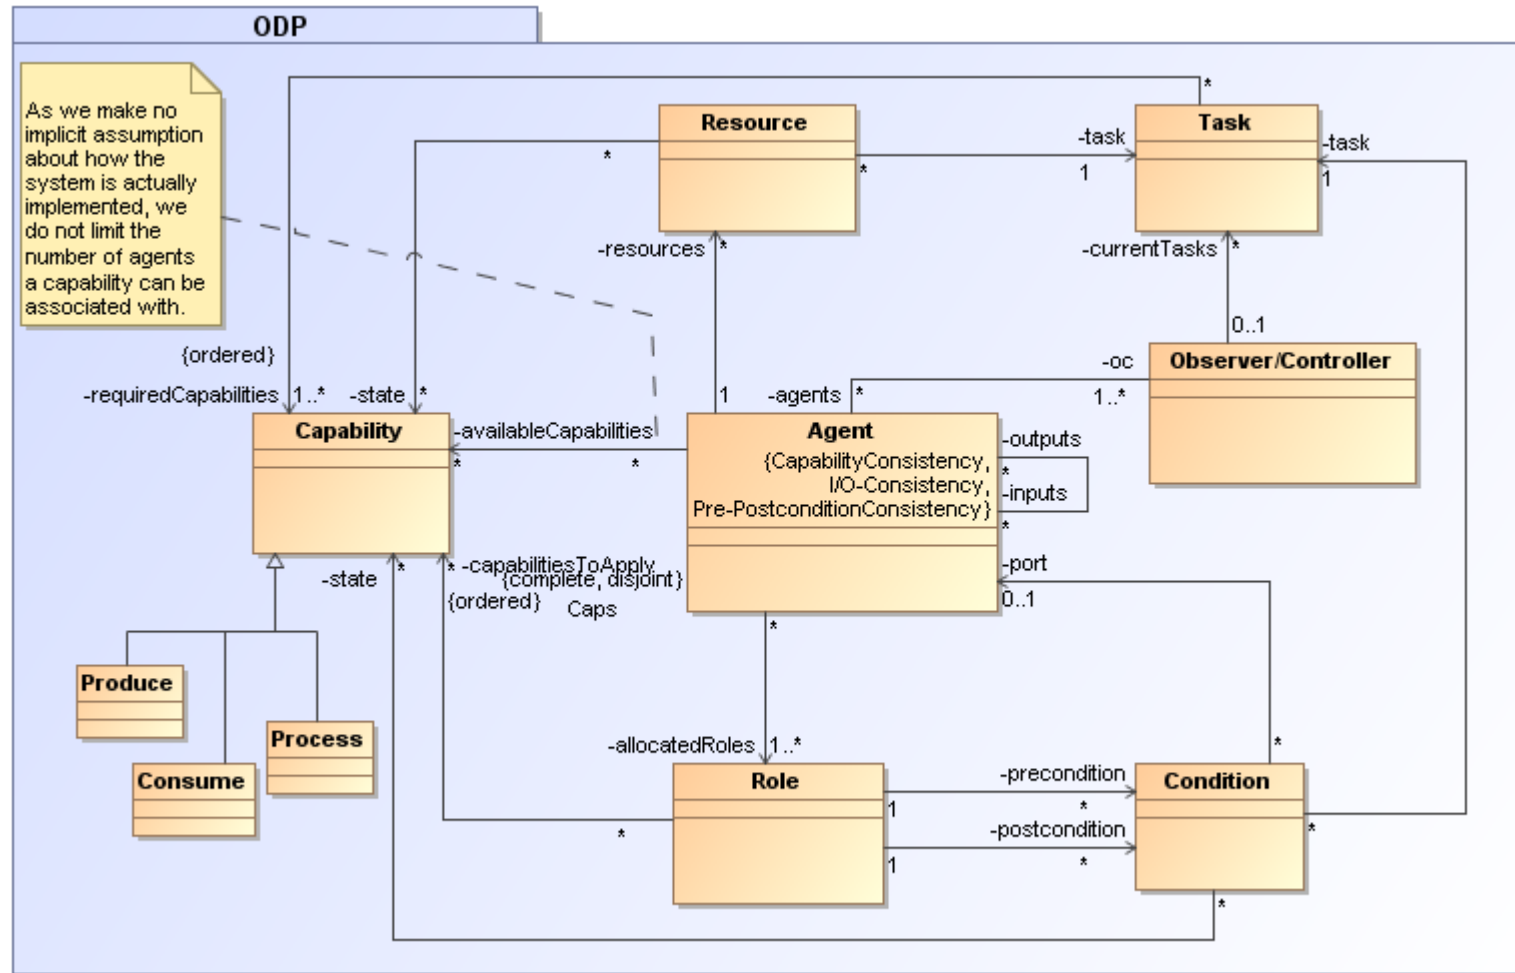 ODP
As we make no
implicit assumption
about how the
system is actually
implemented, we
do not limit the
number of agents
a capability can be
associated with.
*
Resource
Task
*
*
-task
1
-task
1
-resources
*
-currentTasks
*
0..1
{ordered}
-requiredCapabilities
1..*
-state
*
Observer/Controller
-oc
1..*
-agents
*
1
Capability
-availableCapabilities
*
*
Agent
{CapabilityConsistency,
I/O-Consistency,
Pre-PostconditionConsistency}
-outputs
*
-inputs
*
-port
0..1
-state
*
* -capabilitiesToApply
{complete, disjoint}
{ordered}
Caps
*
Produce
Process
Consume
-allocatedRoles
1..*
*
Role
-precondition
1
*
-postcondition
1
*
Condition
*
*
*